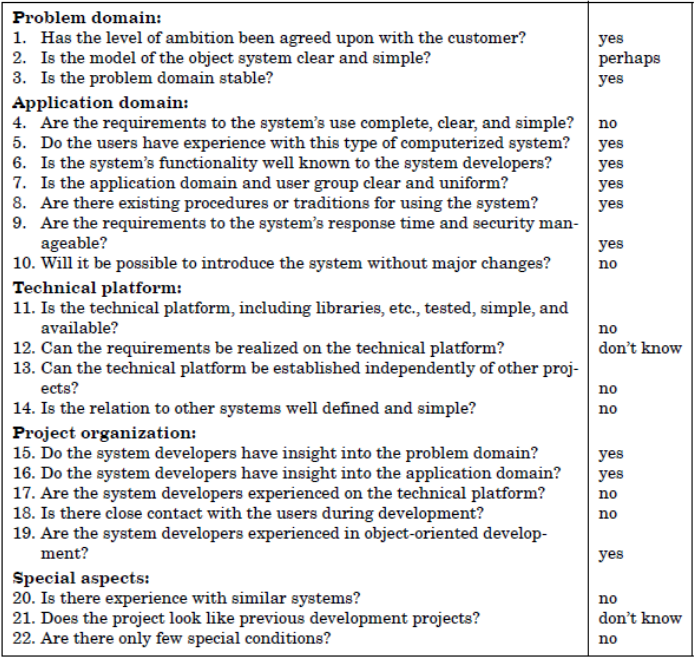 Problem domain:
1. Has the level of ambition been agreed upon with the customer? yes
2. Is the model of the object system clear and simple? perhaps
3. Is the problem domain stable? yes
Application domain:
4. Are the requirements to the system's use complete, clear, and simple? no
5. Do the users have experience with this type of computerized system? yes
6. Is the system's functionality well known to the system developers? yes
7. Is the application domain and user group clear and uniform? yes
8. Are there existing procedures or traditions for using the system? yes
9. Are the requirements to the system's response time and security man-
ageable? yes
10. Will it be possible to introduce the system without major changes? no
Technical platform:
11. Is the technical platform, including libraries, etc., tested, simple, and
available? no
12. Can the requirements be realized on the technical platform? don't know
13. Can the technical platform be established independently of other proj-
ects? no
14. Is the relation to other systems well defined and simple? no
Project organization:
15. Do the system developers have insight into the problem domain? yes
16. Do the system developers have insight into the application domain? yes
17. Are the system developers experienced on the technical platform? no
18. Is there close contact with the users during development? no
19. Are the system developers experienced in object-oriented develop-
ment? yes
Special aspects:
20. Is there experience with similar systems? no
21. Does the project look like previous development projects? don't know
22. Are there only few special conditions? no